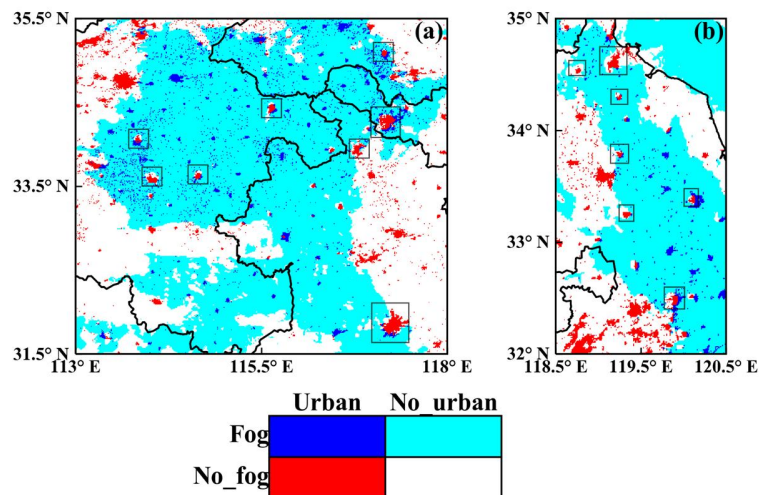 35.5° N
(a)
33.5° N
31.5° N
113° E
115.5° E
118° E
35° N
(b)
34° N
33° N
32° N
118.5° E
119.5° E
120.5° E
Urban
No_urban
Fog
No_fog